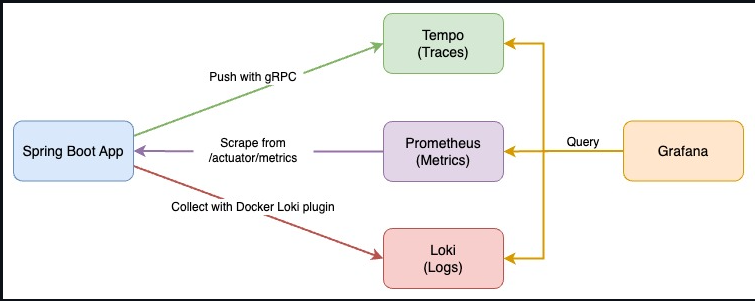 Tempo
(Traces)
Push with gRPC
Spring Boot App
Scrape from
/actuator/metrics
Prometheus
(Metrics)
Query
Grafana
Collect with Docker Loki plugin
Loki
(Logs)